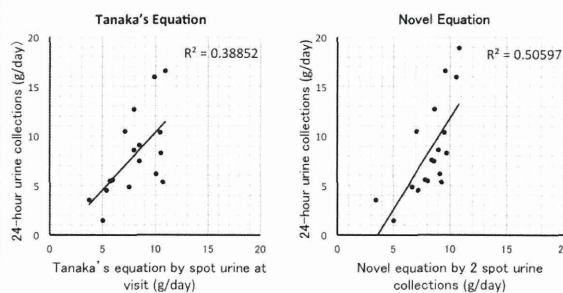 Tanaka's Equation
R² = 0.38852
24-hour urine collections (g/day)
20
15
10
5
0
0 5 10 15 20
Tanaka's equation by spot urine at
visit (g/day)
Novel Equation
R² = 0.50597
24-hour urine collections (g/day)
20
15
10
5
0
0 5 10 15 20
Novel equation by 2 spot urine
collections (g/day)